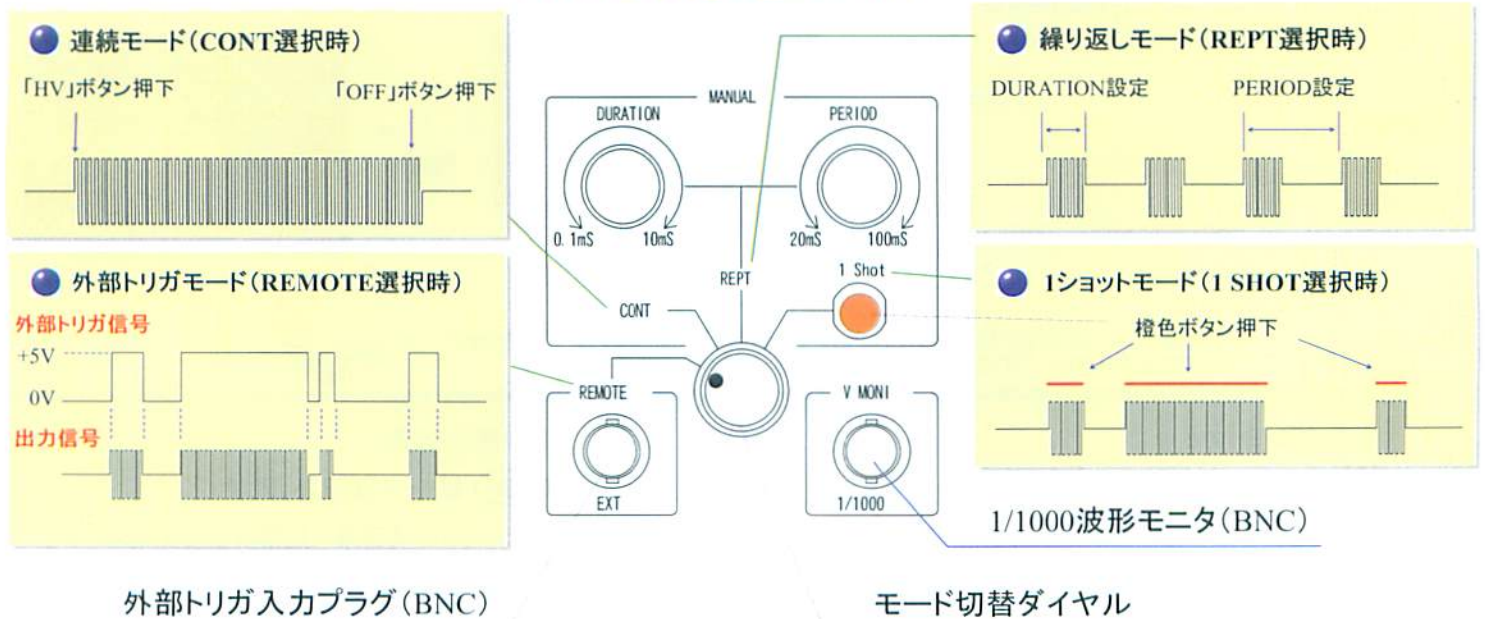 連続モード（CONT選択時）
「HV」ボタン押下
「OFF」ボタン押下
外部トリガモード（REMOTE選択時）
外部トリガ信号
+5V
0V
出力信号
MANUAL
DURATION
PERIOD
0.1mS
10mS
20mS
100mS
REPT
1 Shot
CONT
REMOTE
EXT
V MONI
1/1000
繰り返しモード（REPT選択時）
DURATION設定
PERIOD設定
1ショットモード（1 SHOT選択時）
橙色ボタン押下
1/1000波形モニタ（BNC）
外部トリガ入力プラグ（BNC）
モード切替ダイヤル